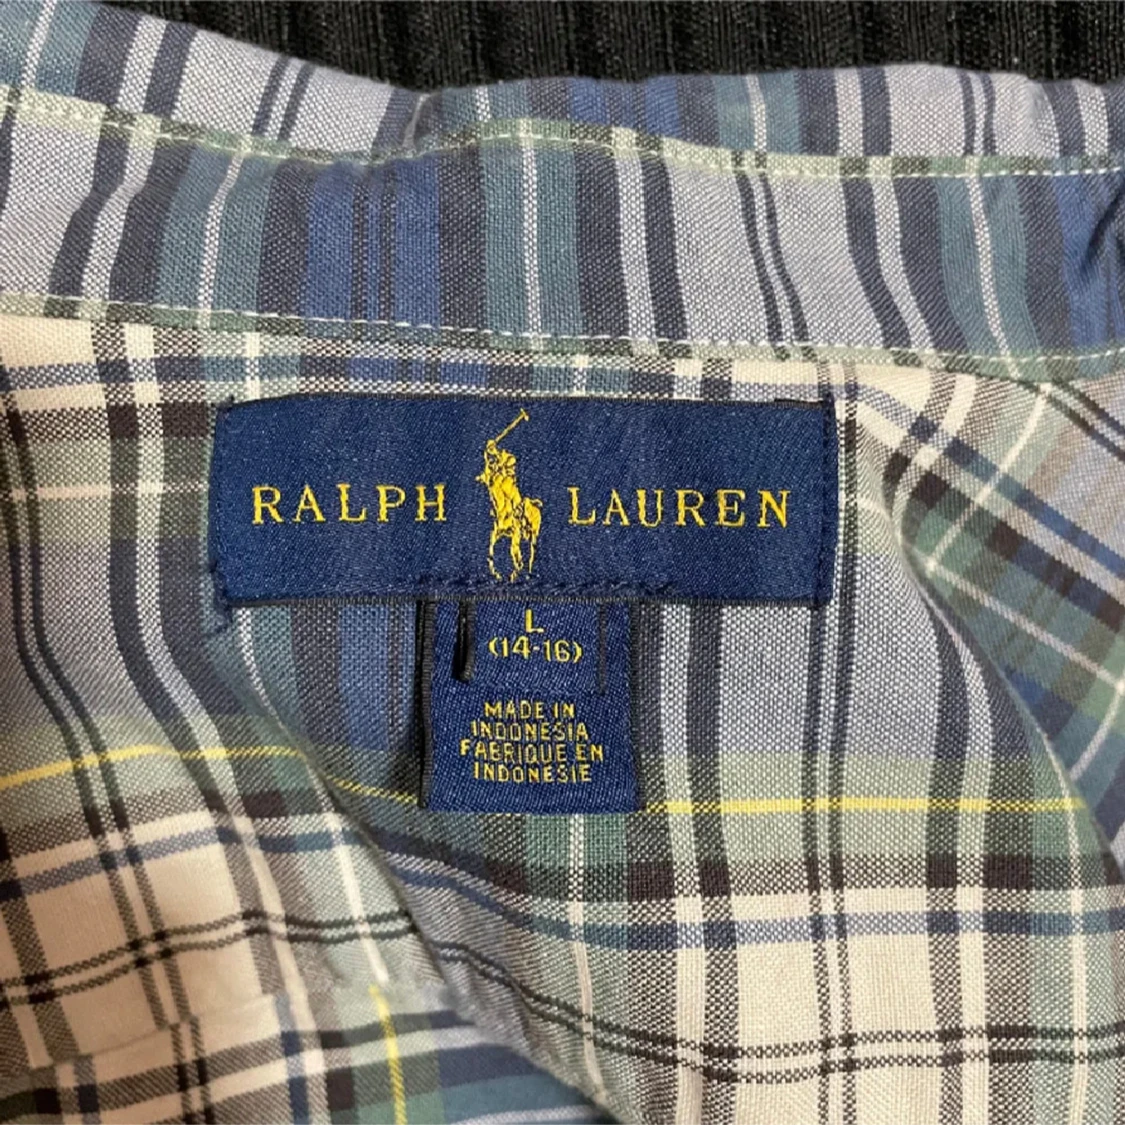 RALPH LAUREN
L
(14-16)
MADE IN
INDONESIA
FABRIQUE EN
INDONESIE